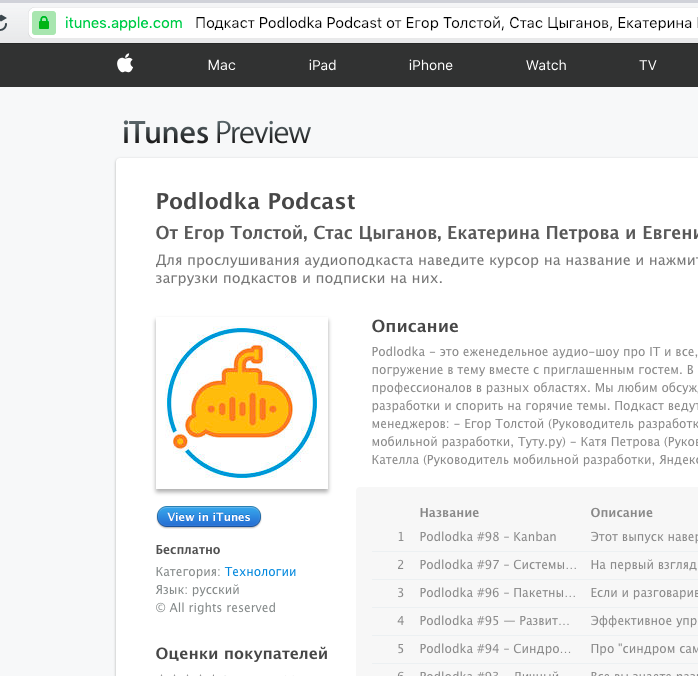 itunes.apple.com Подкаст Podlodka Podcast от Егор Толстой, Стас Цыганов, Екатерина
Mac iPad iPhone Watch TV
iTunes Preview
Podlodka Podcast
От Егор Толстой, Стас Цыганов, Екатерина Петрова и Евгени
Для прослушивания аудиоподкаста наведите курсор на название и нажмит
загрузки подкастов и подписки на них.
Описание
Podlodka – это еженедельное аудио-шоу про IT и все,
погружение в тему вместе с приглашенным гостем. В
профессионалов в разных областях. Мы любим обсуж
разработки и спорить на горячие темы. Подкаст ведут
менеджеров: – Егор Толстой (Руководитель разработк
мобильной разработки, Туту.ру) – Катя Петрова (Руков
Кателла (Руководитель мобильной разработки, Яндекс
View in iTunes
Бесплатно
Категория: Технологии
Язык: русский
© All rights reserved
Оценки покупателей
Название Описание
1 Podlodka #98 – Kanban Этот выпуск навер
2 Podlodka #97 – Системы... На первый взгляд
3 Podlodka #96 – Пакетны... Если и разговарив
4 Podlodka #95 — Развит... Эффективное упр
5 Podlodka #94 – Синдро... Про "синдром сам
6 Podlodka #93 – Личный